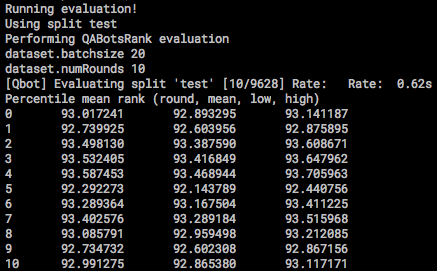 Running evaluation!
Using split test
Performing QABotsRank evaluation
dataset.batchsize 20
dataset.numRounds 10
[Qbot] Evaluating split 'test' [10/9628] Rate:   Rate:  0.62s
Percentile mean rank (round, mean, low, high)
0 93.017241 92.893295 93.141187
1 92.739925 92.603956 92.875895
2 93.498130 93.387590 93.608671
3 93.532405 93.416849 93.647962
4 93.587453 93.468944 93.705963
5 92.292273 92.143789 92.440756
6 93.289364 93.167504 93.411225
7 93.402576 93.289184 93.515968
8 93.085791 92.959498 93.212085
9 92.734732 92.602308 92.867156
10 92.991275 92.865380 93.117171